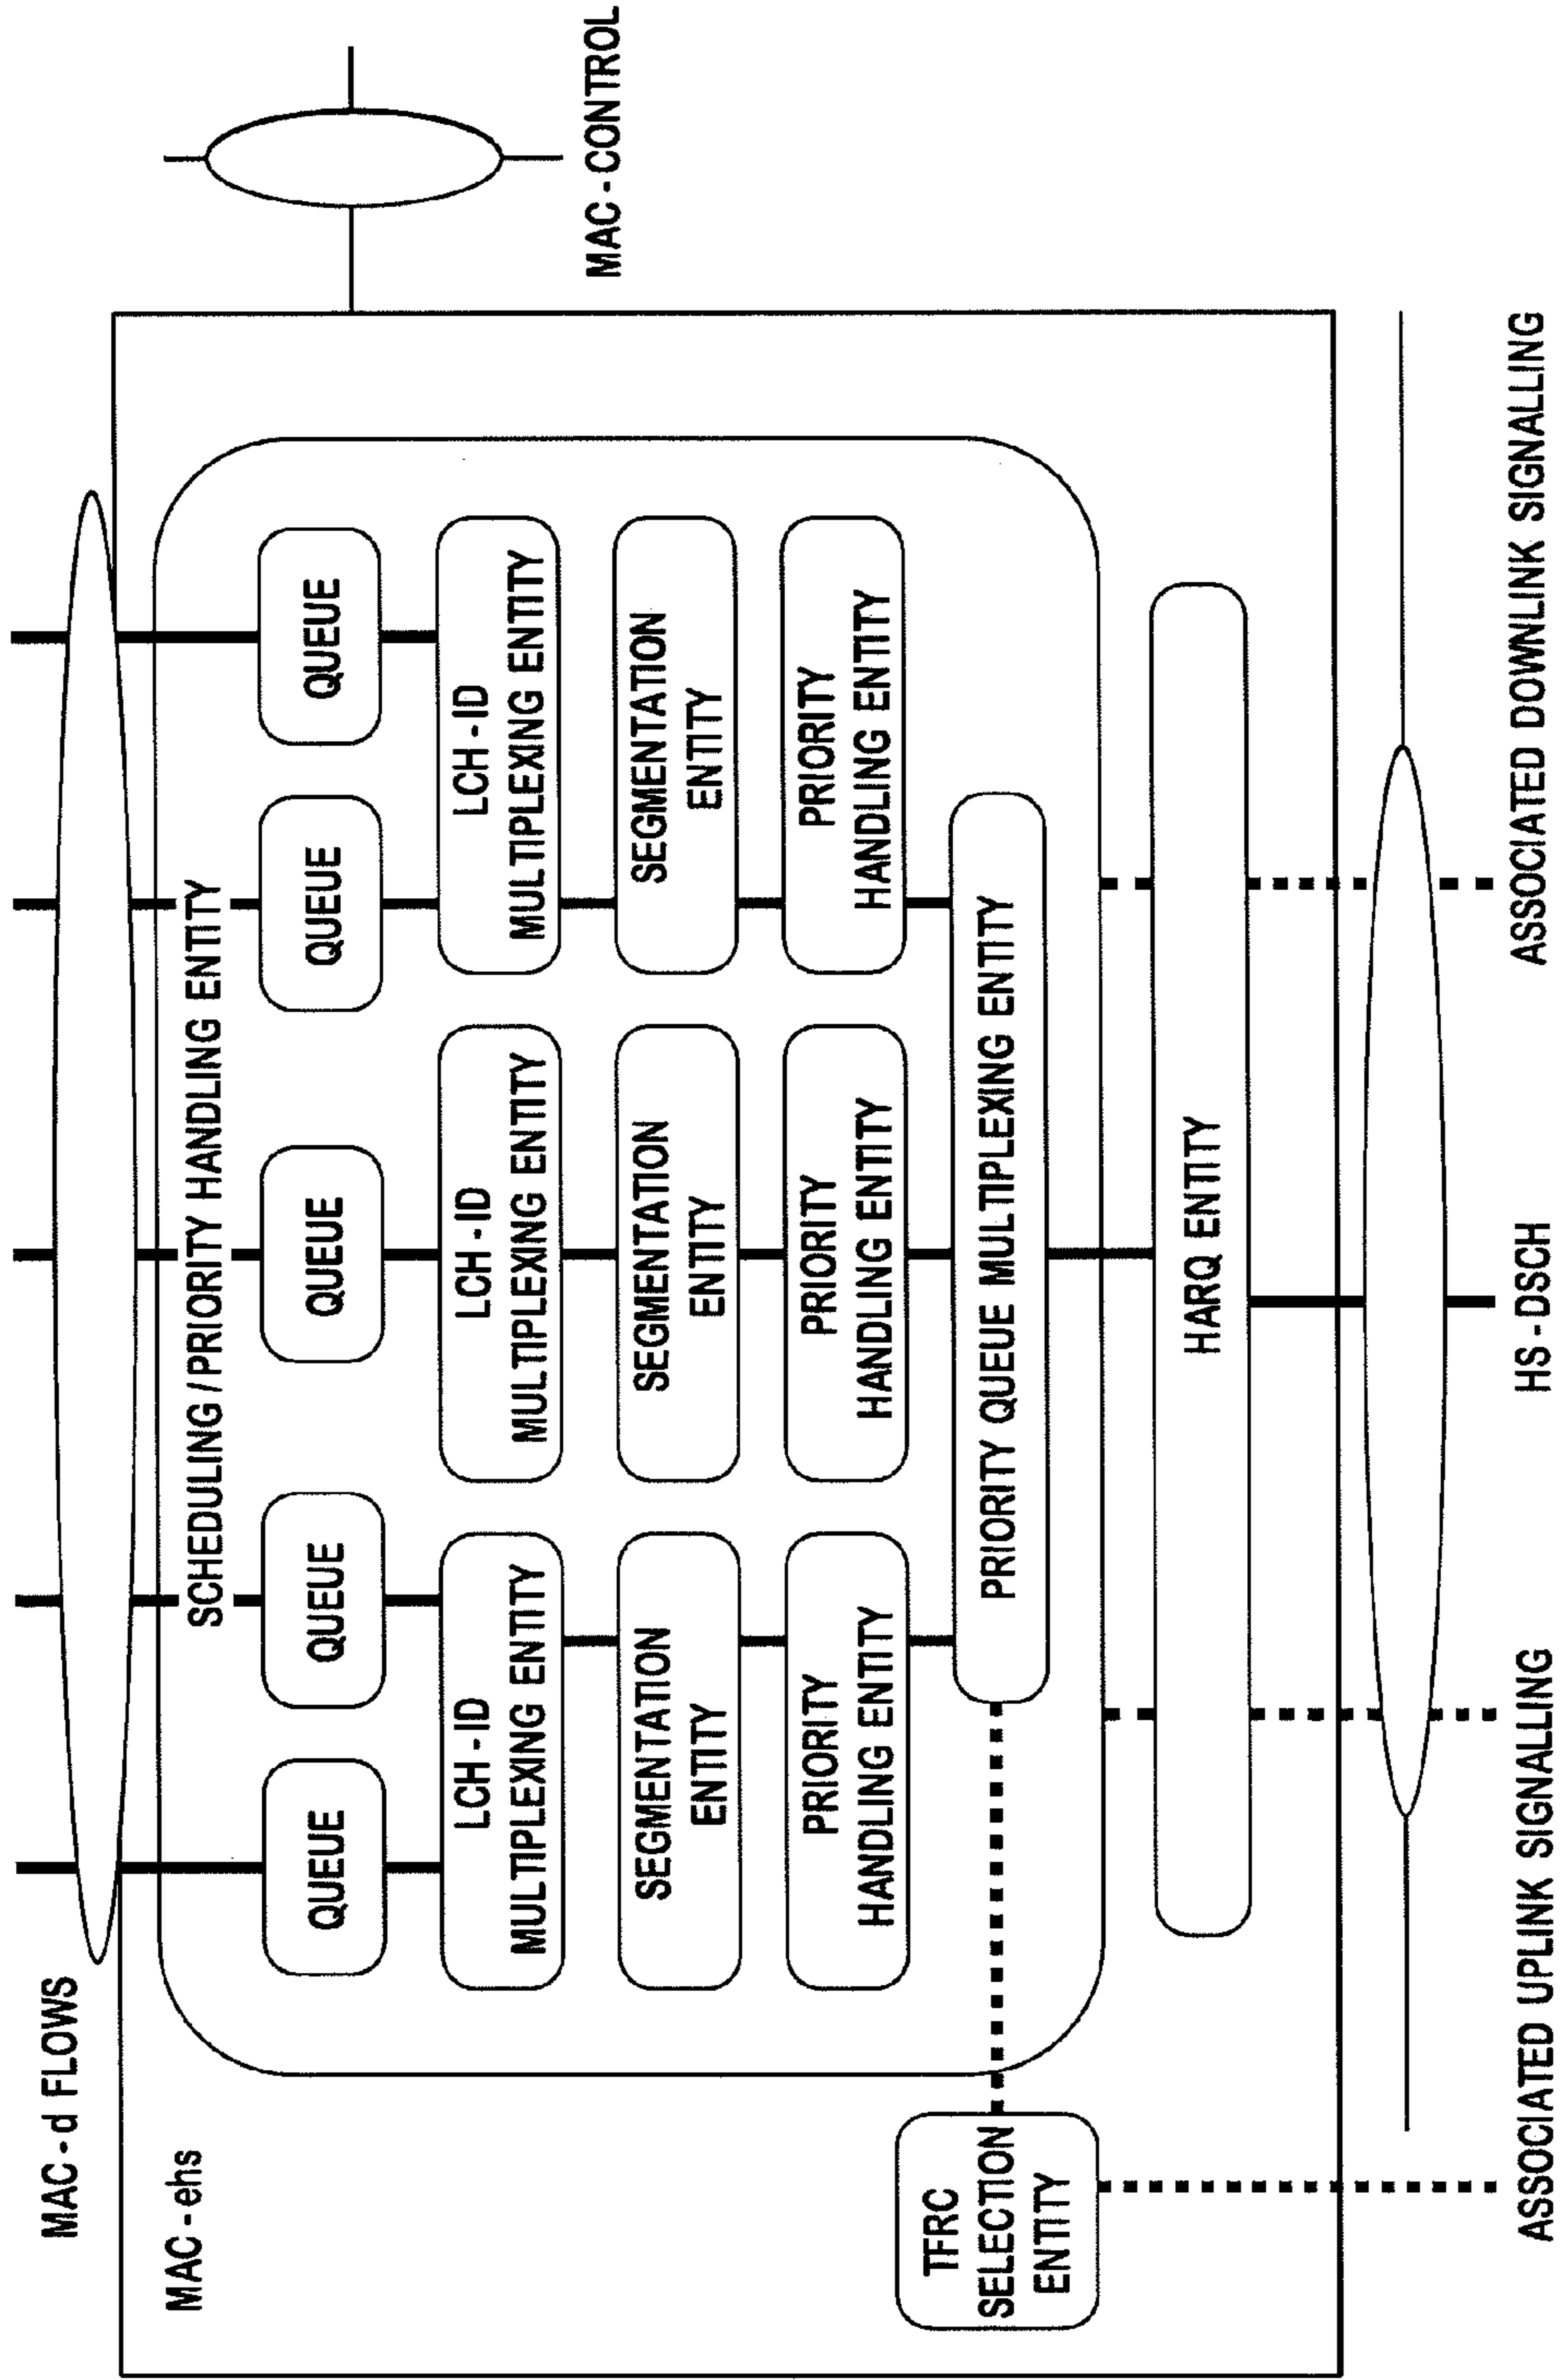 MAC-d FLOWS
MAC-ehs
MAC-CONTROL
SCHEDULING/PRIORITY HANDLING ENTITY
QUEUE
QUEUE
QUEUE
QUEUE
QUEUE
LCH-ID
MULTIPLEXING ENTITY
LCH-ID
MULTIPLEXING ENTITY
LCH-ID
MULTIPLEXING ENTITY
SEGMENTATION
ENTITY
SEGMENTATION
ENTITY
SEGMENTATION
ENTITY
PRIORITY
HANDLING ENTITY
PRIORITY
HANDLING ENTITY
PRIORITY
HANDLING ENTITY
TFRC
SELECTION
ENTITY
PRIORITY QUEUE MULTIPLEXING ENTITY
HARQ ENTITY
ASSOCIATED UPLINK SIGNALLING
HS-DSCH
ASSOCIATED DOWNLINK SIGNALLING